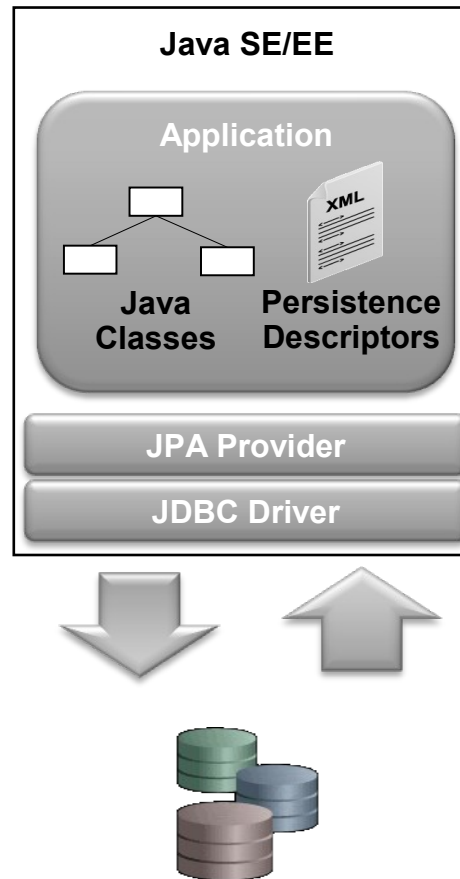 Java SE/EE
Application
XML
Java
Classes
Persistence
Descriptors
JPA Provider
JDBC Driver